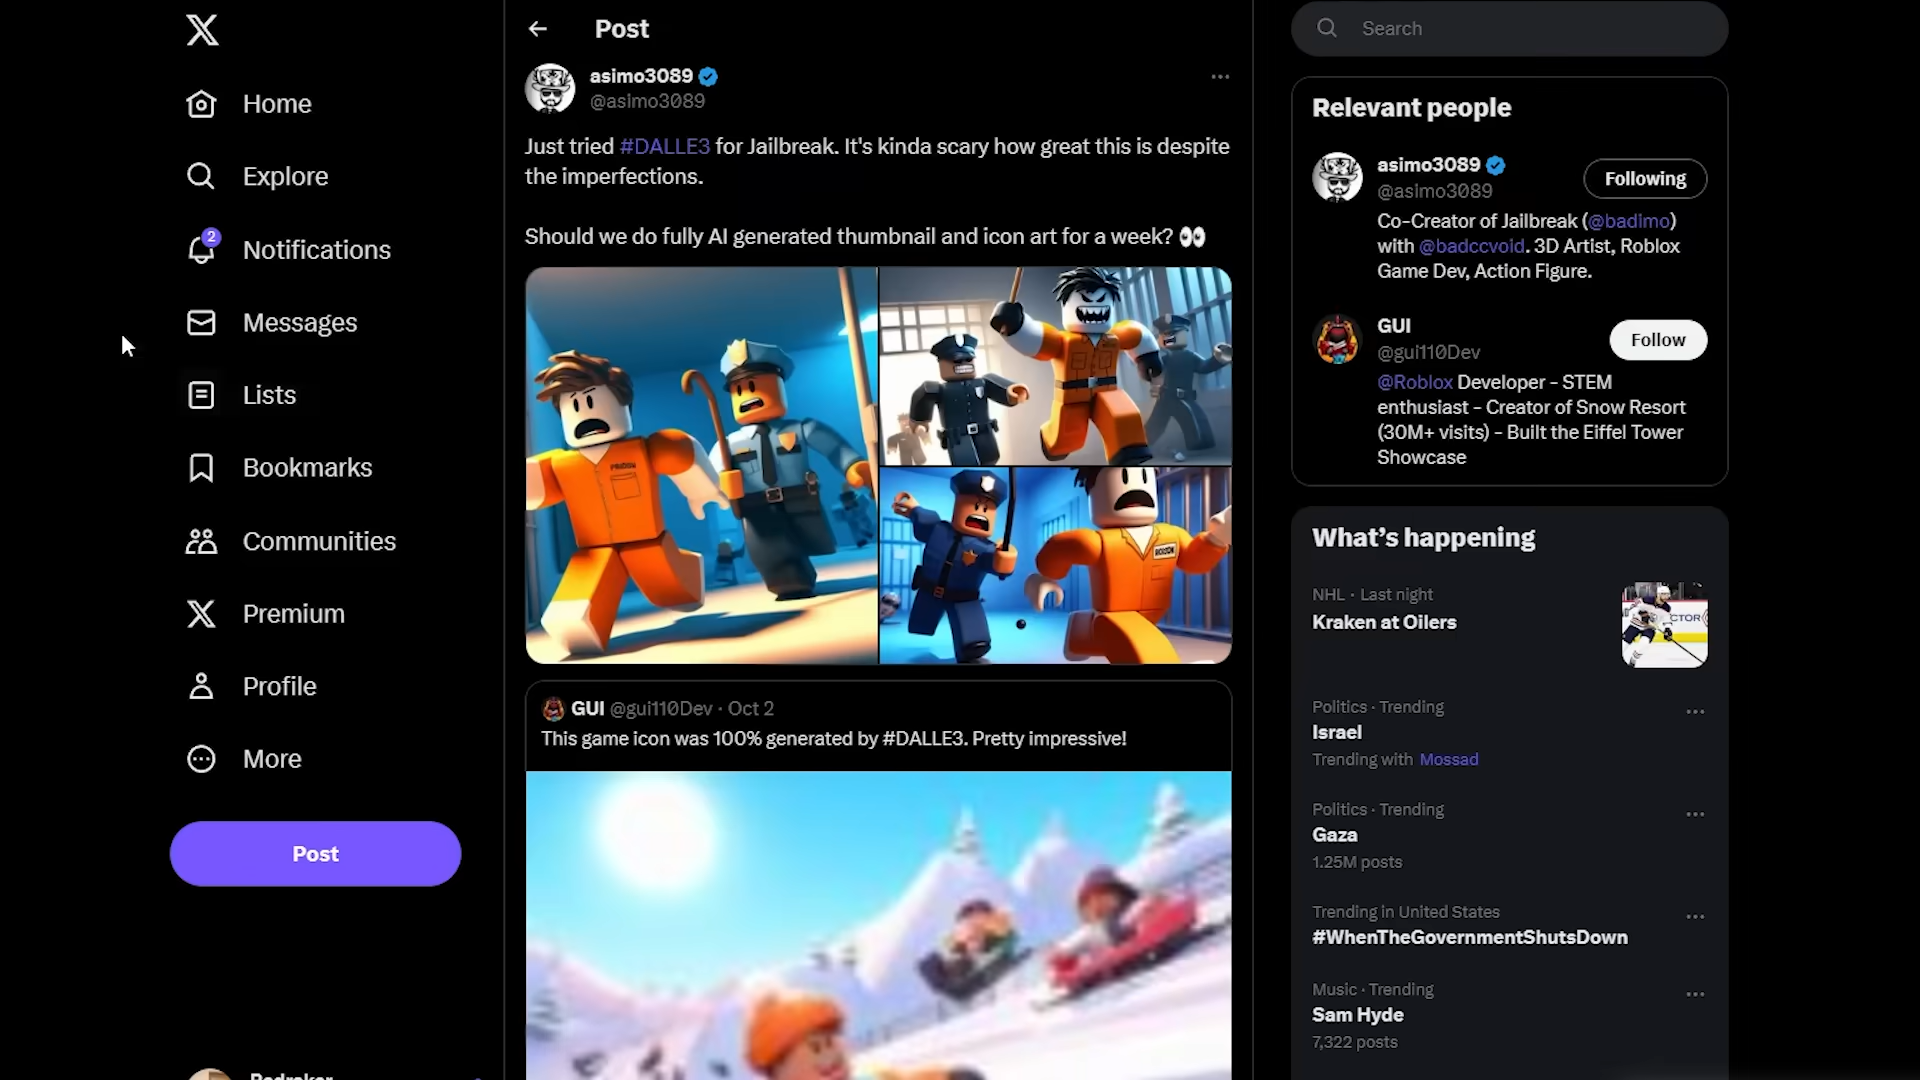 Home
Explore
2
Notifications
Messages
Lists
Bookmarks
Communities
Premium
Profile
More
Post
Post
asimo3089
@asimo3089
Just tried #DALLE3 for Jailbreak. It's kinda scary how great this is despite
the imperfections.
Should we do fully AI generated thumbnail and icon art for a week? 👀
GUI @gui110Dev · Oct 2
This game icon was 100% generated by #DALLE3. Pretty impressive!
Search
Relevant people
asimo3089
@asimo3089
Following
Co-Creator of Jailbreak (@badimo)
with @badccvoid. 3D Artist, Roblox
Game Dev, Action Figure.
GUI
@gui110Dev
Follow
@Roblox Developer - STEM
enthusiast - Creator of Snow Resort
(30M+ visits) - Built the Eiffel Tower
Showcase
What's happening
NHL · Last night
Kraken at Oilers
Politics · Trending
Israel
Trending with Mossad
Politics · Trending
Gaza
1.25M posts
Trending in United States
#WhenTheGovernmentShutsDown
Music · Trending
Sam Hyde
7,322 posts